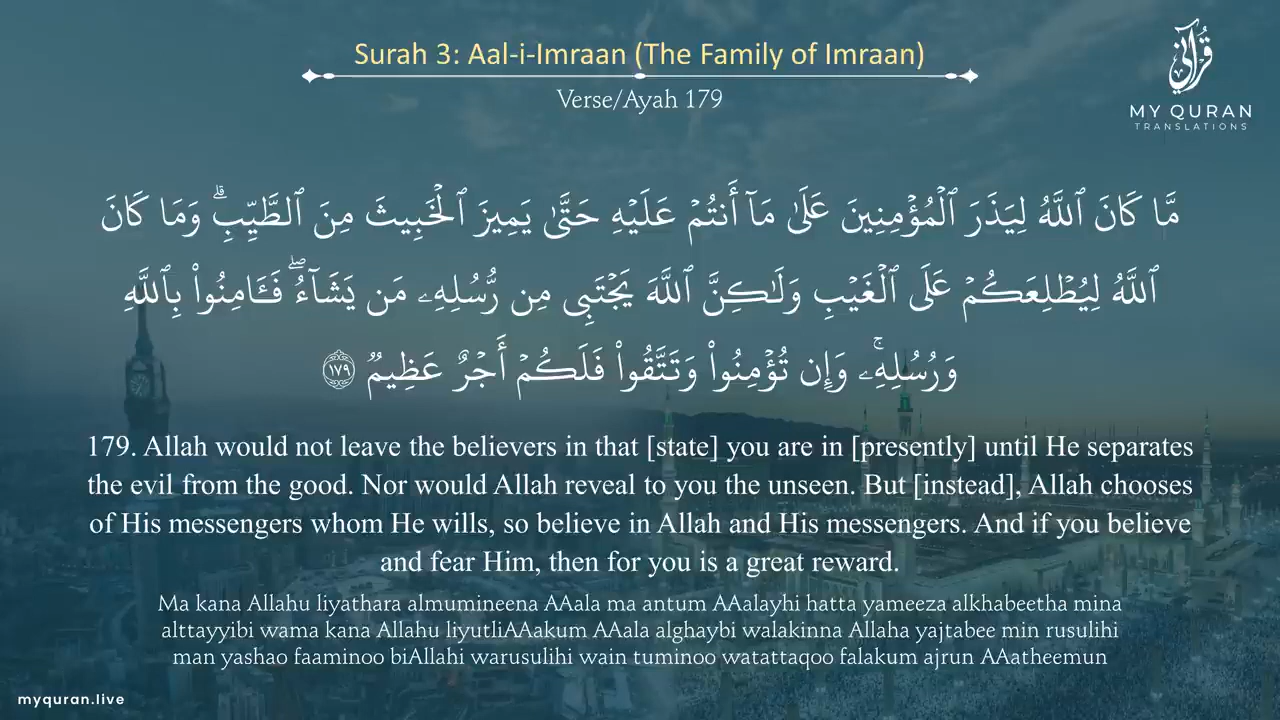 Surah 3: Aal-i-Imraan (The Family of Imraan)
Verse/Ayah 179
قرآني
MY QURAN
TRANSLATIONS
مَّا كَانَ ٱللَّهُ لِيَذَرَ ٱلْمُؤْمِنِينَ عَلَىٰ مَآ أَنتُمْ عَلَيْهِ حَتَّىٰ يَمِيزَ ٱلْخَبِيثَ مِنَ ٱلطَّيِّبِ ۗ وَمَا كَانَ
ٱللَّهُ لِيُطْلِعَكُمْ عَلَى ٱلْغَيْبِ وَلَـٰكِنَّ ٱللَّهَ يَجْتَبِى مِن رُّسُلِهِۦ مَن يَشَآءُ ۖ فَـَٔامِنُوا۟ بِٱللَّهِ
وَرُسُلِهِۦ ۚ وَإِن تُؤْمِنُوا۟ وَتَتَّقُوا۟ فَلَكُمْ أَجْرٌ عَظِيمٌ ۝١٧٩
179. Allah would not leave the believers in that [state] you are in [presently] until He separates
the evil from the good. Nor would Allah reveal to you the unseen. But [instead], Allah chooses
of His messengers whom He wills, so believe in Allah and His messengers. And if you believe
and fear Him, then for you is a great reward.
Ma kana Allahu liyathara almumineena AAala ma antum AAalayhi hatta yameeza alkhabeetha mina
alttayyibi wama kana Allahu liyutliAAakum AAala alghaybi walakinna Allaha yajtabee min rusulihi
man yashao faaminoo biAllahi warusulihi wain tuminoo watattaqoo falakum ajrun AAatheemun
myquran.live